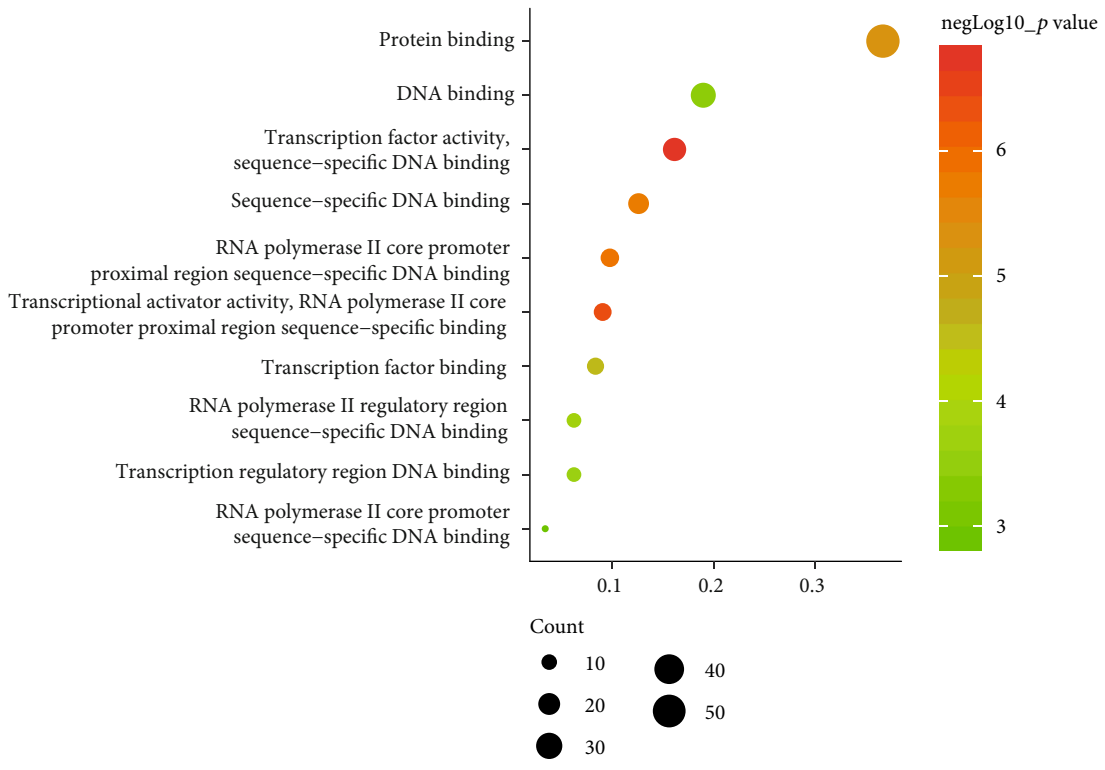 negLog10_p value
Protein binding
DNA binding
Transcription factor activity,
sequence−specific DNA binding
Sequence−specific DNA binding
RNA polymerase II core promoter
proximal region sequence−specific DNA binding
Transcriptional activator activity, RNA polymerase II core
promoter proximal region sequence−specific binding
Transcription factor binding
RNA polymerase II regulatory region
sequence−specific DNA binding
Transcription regulatory region DNA binding
RNA polymerase II core promoter
sequence−specific DNA binding
6
5
4
3
0.1 0.2 0.3
Count
10 40
20 50
30